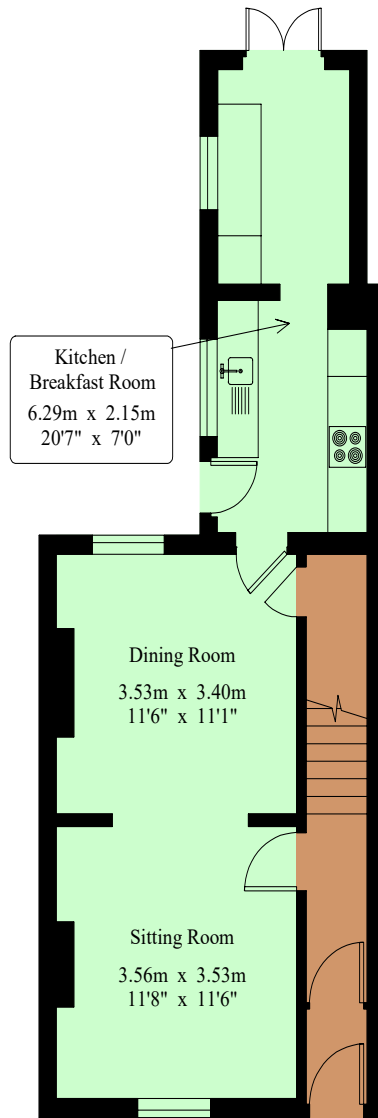 Kitchen /
Breakfast Room
6.29m x 2.15m
20'7" x 7'0"
Dining Room
3.53m x 3.40m
11'6" x 11'1"
Sitting Room
3.56m x 3.53m
11'8" x 11'6"